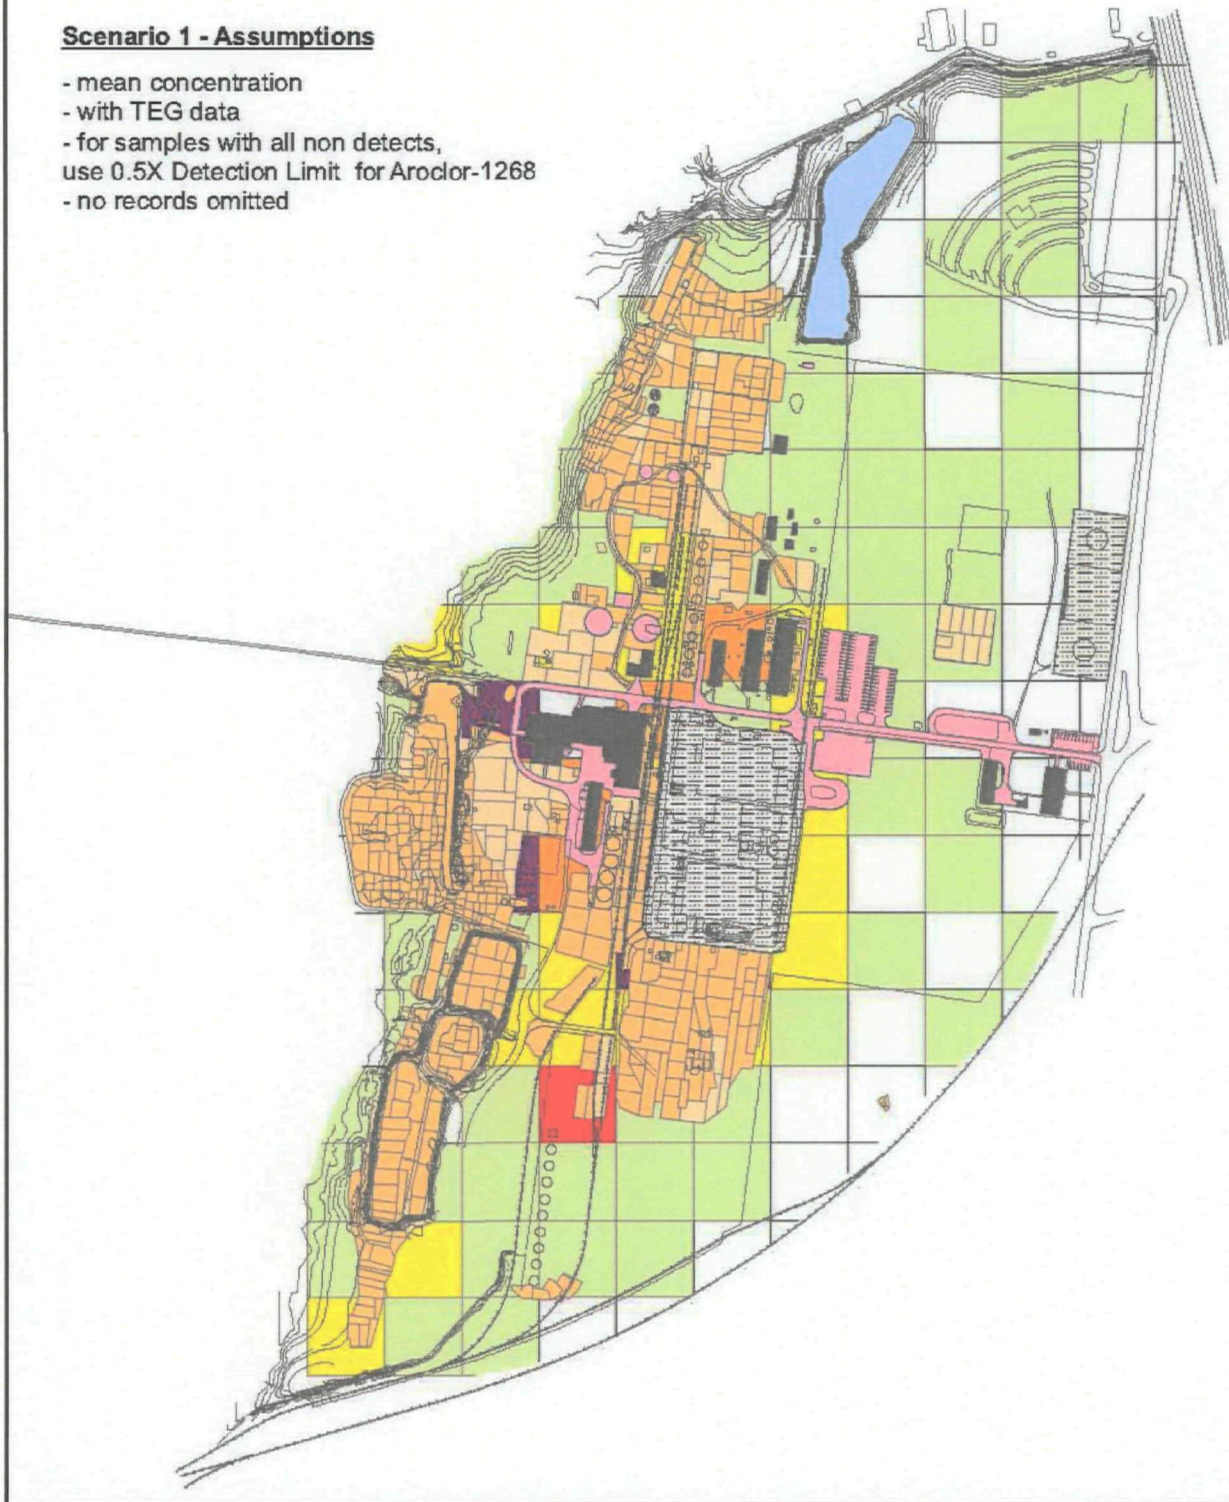 Scenario 1 - Assumptions
- mean concentration
- with TEG data
- for samples with all non detects,
use 0.5X Detection Limit for Aroclor-1268
- no records omitted